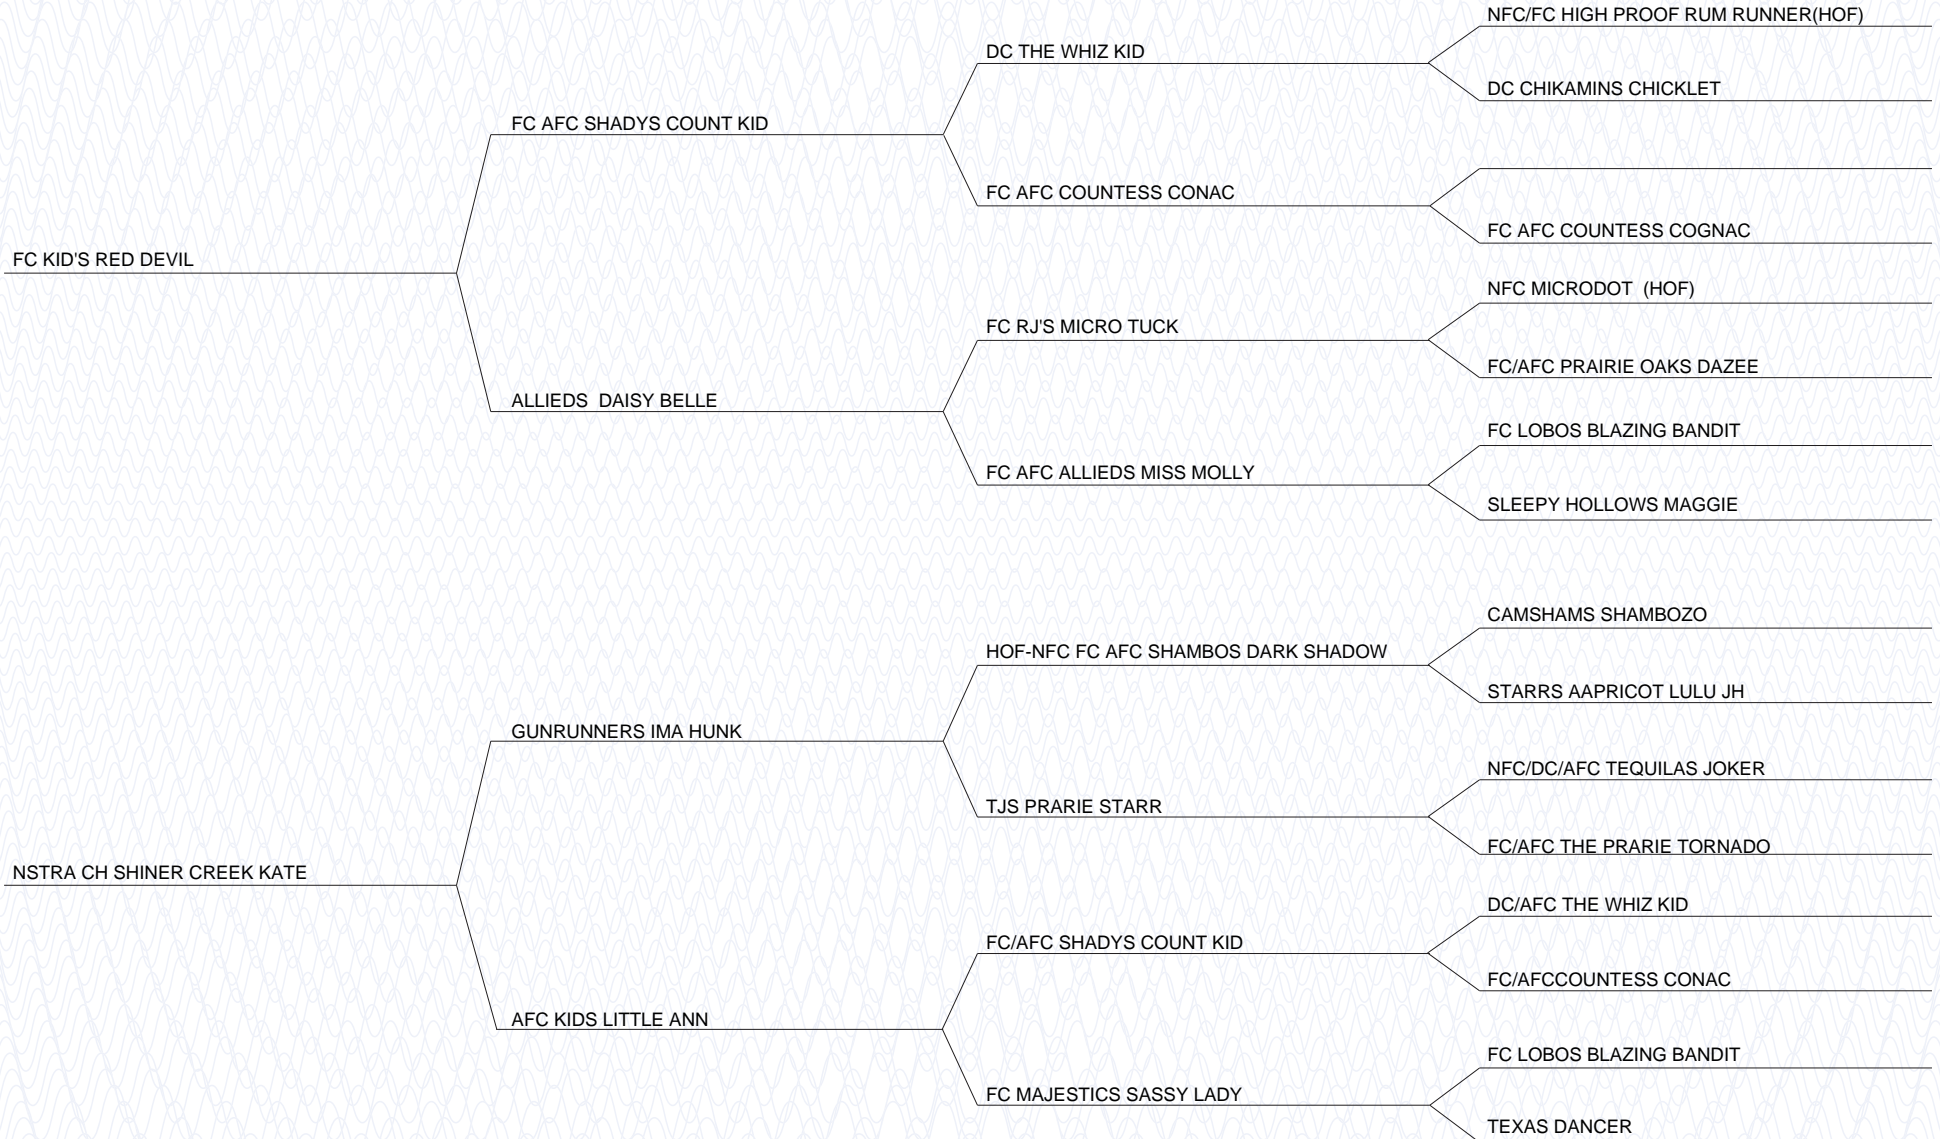 NFC/FC HIGH PROOF RUM RUNNER(HOF)
DC THE WHIZ KID
DC CHIKAMINS CHICKLET
FC AFC SHADYS COUNT KID
FC AFC COUNTESS CONAC
FC AFC COUNTESS COGNAC
FC KID'S RED DEVIL
NFC MICRODOT  (HOF)
FC RJ'S MICRO TUCK
FC/AFC PRAIRIE OAKS DAZEE
ALLIEDS  DAISY BELLE
FC LOBOS BLAZING BANDIT
FC AFC ALLIEDS MISS MOLLY
SLEEPY HOLLOWS MAGGIE
CAMSHAMS SHAMBOZO
HOF-NFC FC AFC SHAMBOS DARK SHADOW
STARRS AAPRICOT LULU JH
GUNRUNNERS IMA HUNK
NFC/DC/AFC TEQUILAS JOKER
TJS PRARIE STARR
FC/AFC THE PRARIE TORNADO
NSTRA CH SHINER CREEK KATE
DC/AFC THE WHIZ KID
FC/AFC SHADYS COUNT KID
FC/AFCCOUNTESS CONAC
AFC KIDS LITTLE ANN
FC LOBOS BLAZING BANDIT
FC MAJESTICS SASSY LADY
TEXAS DANCER